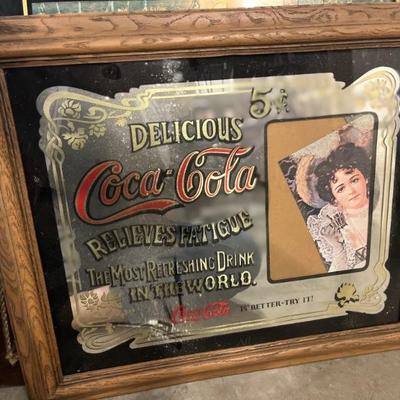 5¢
DELICIOUS
Coca-Cola
RELIEVES FATIGUE
THE MOST REFRESHING DRINK
IN THE WORLD.
Coca-Cola IS BETTER-TRY IT!